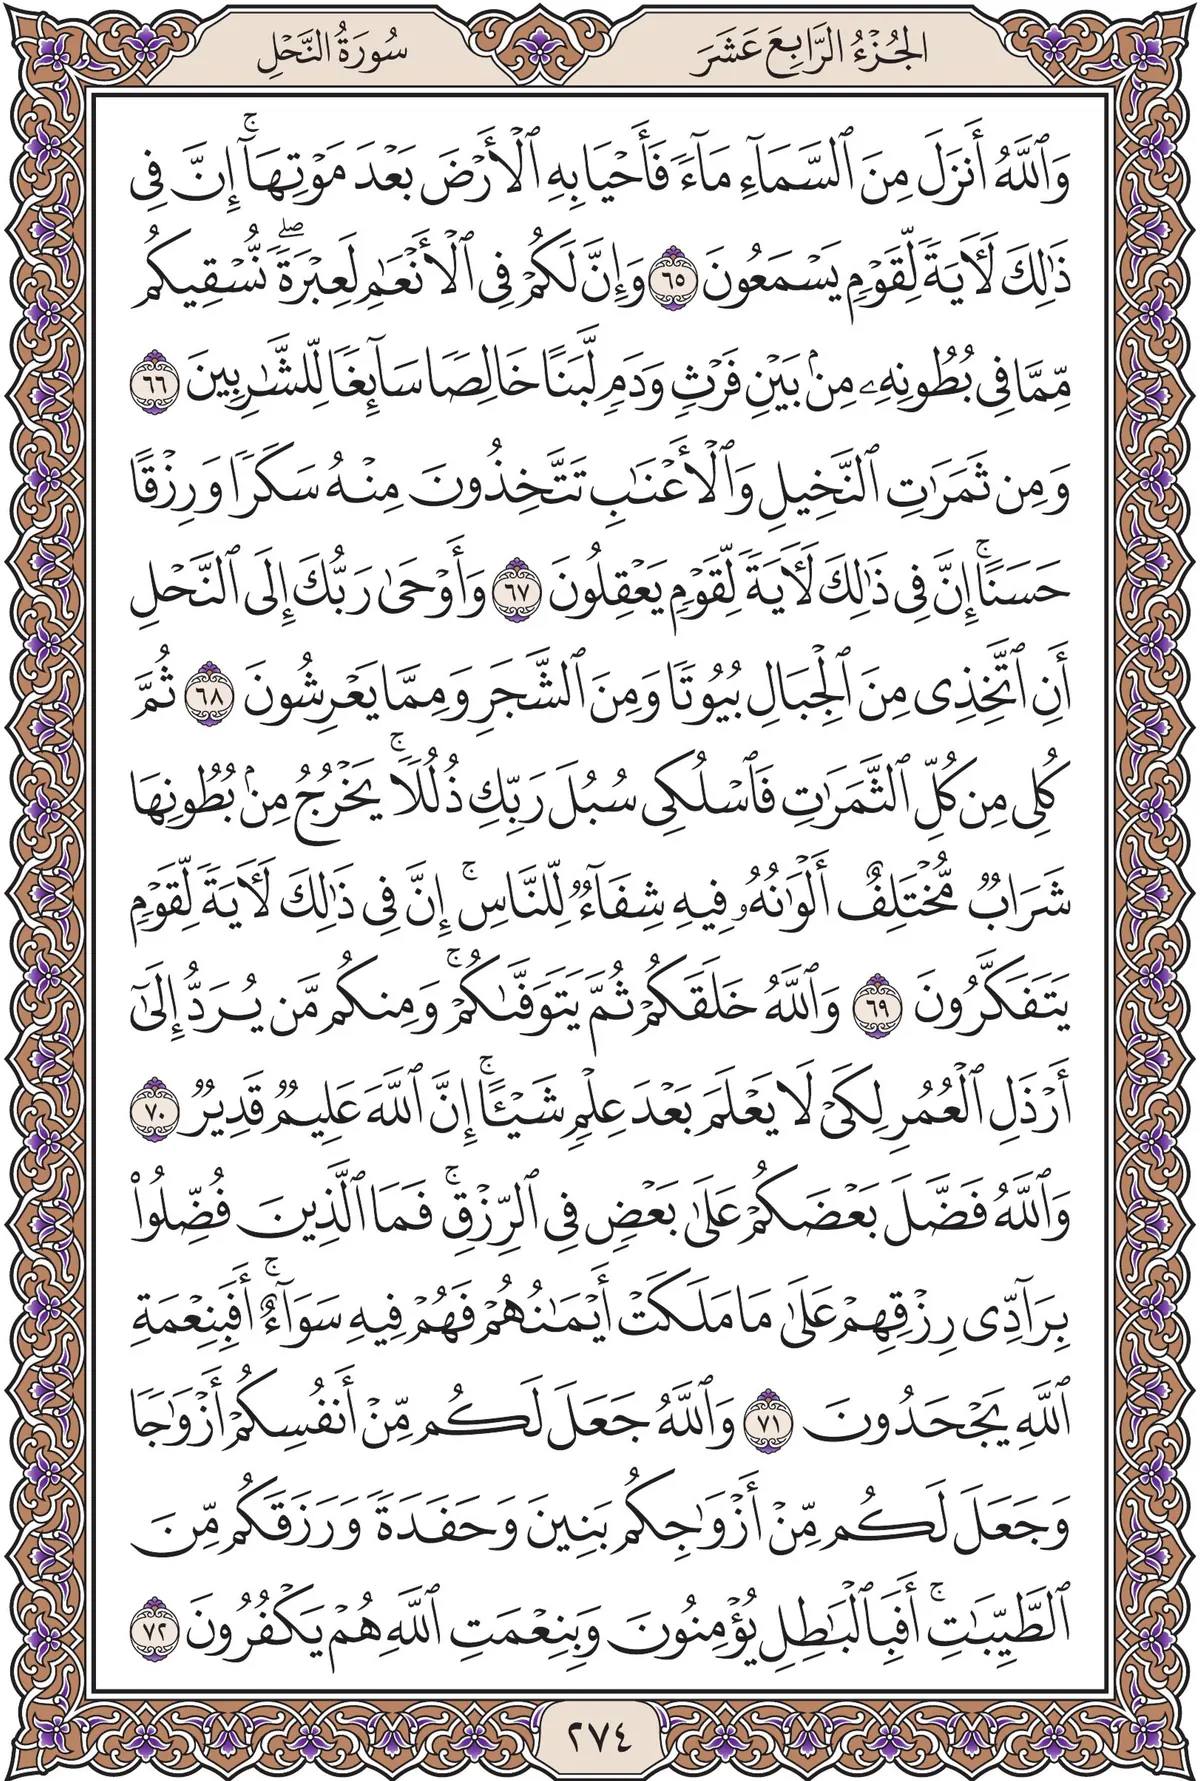 الجُزْءُ الرَّابِعَ عَشَرَ
سُورَةُ النَّحْلِ
وَٱللَّهُ أَنزَلَ مِنَ ٱلسَّمَآءِ مَآءً فَأَحْيَا بِهِ ٱلْأَرْضَ بَعْدَ مَوْتِهَآ ۚ إِنَّ فِى
ذَٰلِكَ لَـَٔايَةً لِّقَوْمٍ يَسْمَعُونَ ٦٥ وَإِنَّ لَكُمْ فِى ٱلْأَنْعَـٰمِ لَعِبْرَةً ۖ نُّسْقِيكُم
مِّمَّا فِى بُطُونِهِۦ مِنۢ بَيْنِ فَرْثٍ وَدَمٍ لَّبَنًا خَالِصًا سَآئِغًا لِّلشَّـٰرِبِينَ ٦٦
وَمِن ثَمَرَٰتِ ٱلنَّخِيلِ وَٱلْأَعْنَـٰبِ تَتَّخِذُونَ مِنْهُ سَكَرًا وَرِزْقًا
حَسَنًا ۚ إِنَّ فِى ذَٰلِكَ لَـَٔايَةً لِّقَوْمٍ يَعْقِلُونَ ٦٧ وَأَوْحَىٰ رَبُّكَ إِلَى ٱلنَّحْلِ
أَنِ ٱتَّخِذِى مِنَ ٱلْجِبَالِ بُيُوتًا وَمِنَ ٱلشَّجَرِ وَمِمَّا يَعْرِشُونَ ٦٨ ثُمَّ
كُلِى مِن كُلِّ ٱلثَّمَرَٰتِ فَٱسْلُكِى سُبُلَ رَبِّكِ ذُلُلًا ۚ يَخْرُجُ مِنۢ بُطُونِهَا
شَرَابٌ مُّخْتَلِفٌ أَلْوَٰنُهُۥ فِيهِ شِفَآءٌ لِّلنَّاسِ ۗ إِنَّ فِى ذَٰلِكَ لَـَٔايَةً لِّقَوْمٍ
يَتَفَكَّرُونَ ٦٩ وَٱللَّهُ خَلَقَكُمْ ثُمَّ يَتَوَفَّىٰكُمْ ۚ وَمِنكُم مَّن يُرَدُّ إِلَىٰٓ
أَرْذَلِ ٱلْعُمُرِ لِكَىْ لَا يَعْلَمَ بَعْدَ عِلْمٍ شَيْـًٔا ۚ إِنَّ ٱللَّهَ عَلِيمٌ قَدِيرٌ ٧٠
وَٱللَّهُ فَضَّلَ بَعْضَكُمْ عَلَىٰ بَعْضٍ فِى ٱلرِّزْقِ ۚ فَمَا ٱلَّذِينَ فُضِّلُوا۟
بِرَآدِّى رِزْقِهِمْ عَلَىٰ مَا مَلَكَتْ أَيْمَـٰنُهُمْ فَهُمْ فِيهِ سَوَآءٌ ۚ أَفَبِنِعْمَةِ
ٱللَّهِ يَجْحَدُونَ ٧١ وَٱللَّهُ جَعَلَ لَكُم مِّنْ أَنفُسِكُمْ أَزْوَٰجًا
وَجَعَلَ لَكُم مِّنْ أَزْوَٰجِكُم بَنِينَ وَحَفَدَةً وَرَزَقَكُم مِّنَ
ٱلطَّيِّبَـٰتِ ۚ أَفَبِٱلْبَـٰطِلِ يُؤْمِنُونَ وَبِنِعْمَتِ ٱللَّهِ هُمْ يَكْفُرُونَ ٧٢
٢٧٤